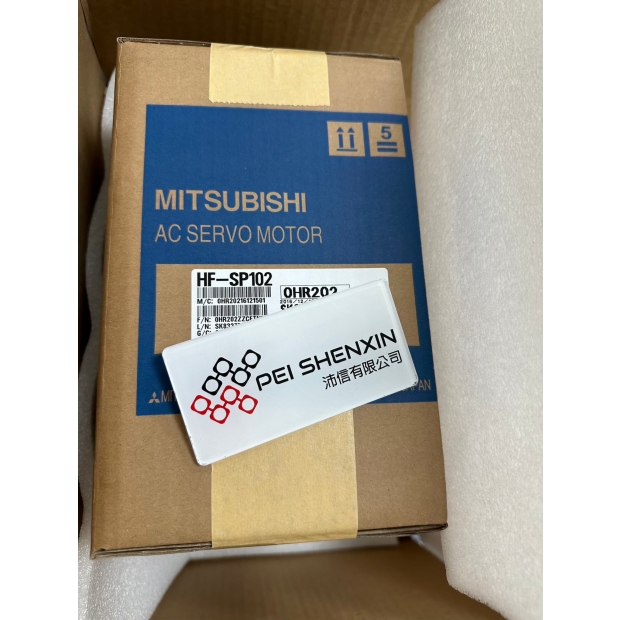 5
MITSUBISHI
AC SERVO MOTOR
HF-SP102
0HR202
M/C: 0HR20216121501
PEI SHENXIN
沛信有限公司